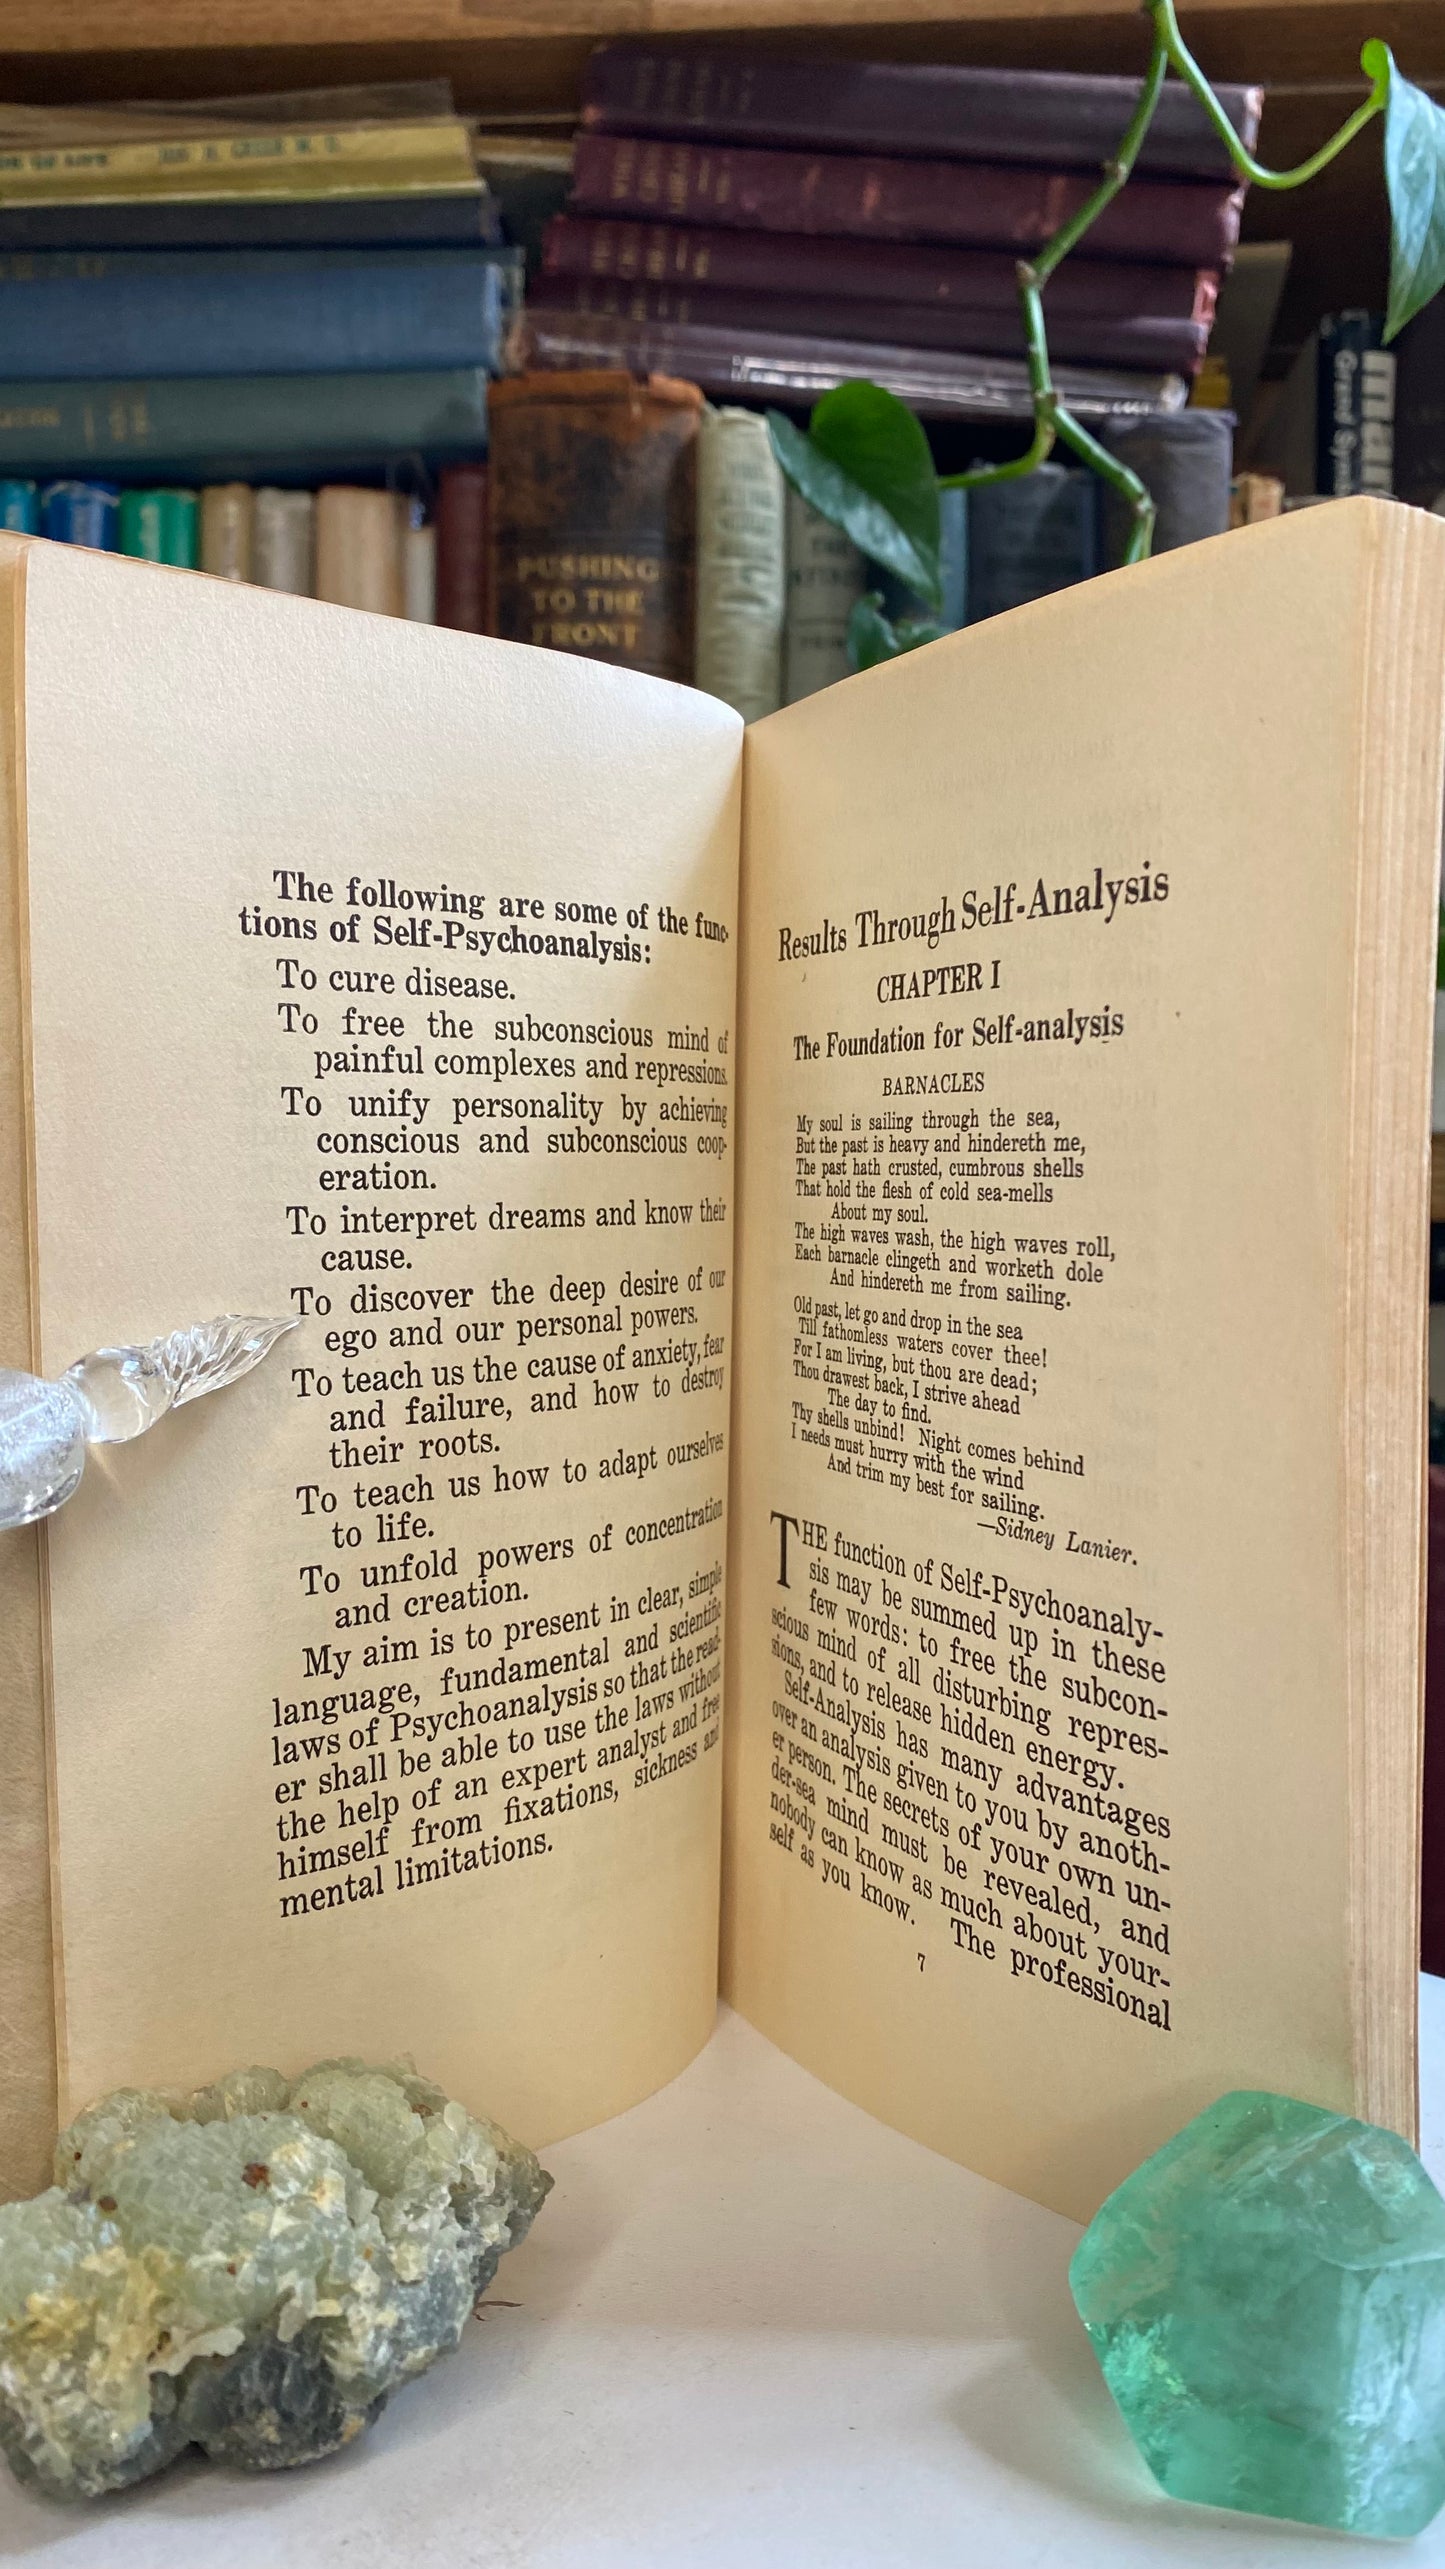 PUSHING
TO THE
FRONT
The following are some of the func-
tions of Self-Psychoanalysis:
To cure disease.
To free the subconscious mind of
painful complexes and repressions.
To unify personality by achieving
conscious and subconscious coop-
eration.
To interpret dreams and know their
cause.
To discover the deep desire of our
ego and our personal powers.
To teach us the cause of anxiety, fear
and failure, and how to destroy
their roots.
To teach us how to adapt ourselves
to life.
To unfold powers of concentration
and creation.
My aim is to present in clear, simple
language, fundamental and scientific
laws of Psychoanalysis so that the read-
er shall be able to use the laws without
the help of an expert analyst and free
himself from fixations, sickness and
mental limitations.
Results Through Self-Analysis
CHAPTER I
The Foundation for Self-analysis
BARNACLES
My soul is sailing through the sea,
But the past is heavy and hindereth me,
The past hath crusted, cumbrous shells
That hold the flesh of cold sea-mells
About my soul.
The high waves wash, the high waves roll,
Each barnacle clingeth and worketh dole
And hindereth me from sailing.
Old past, let go and drop in the sea
Till fathomless waters cover thee!
For I am living, but thou are dead;
Thou drawest back, I strive ahead
The day to find.
Thy shells unbind! Night comes behind
I needs must hurry with the wind
And trim my best for sailing.
—Sidney Lanier.
THE function of Self-Psychoanaly-
sis may be summed up in these
few words: to free the subcon-
scious mind of all disturbing repres-
sions, and to release hidden energy.
Self-Analysis has many advantages
over an analysis given to you by anoth-
er person. The secrets of your own un-
der-sea mind must be revealed, and
nobody can know as much about your-
self as you know. The professional
7